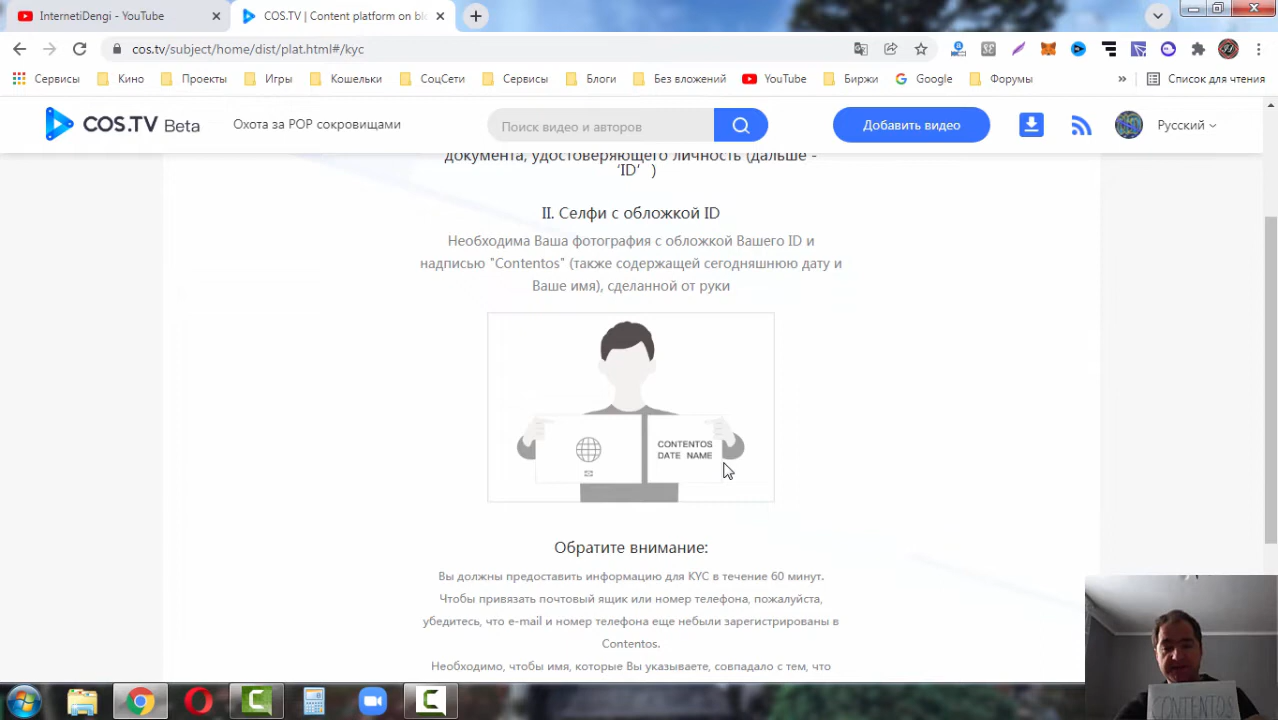 InternetiDengi - YouTube
COS.TV | Content platform on bl
cos.tv/subject/home/dist/plat.html#/kyc
Сервисы Кино Проекты Игры Кошельки СоцСети Сервисы Блоги Без вложений YouTube Биржи Google Форумы » Список для чтения
COS.TV Beta Охота за POP сокровищами Поиск видео и авторов Добавить видео Русский
документа, удостоверяющего личность (дальше -
‘ID’ )
II. Селфи с обложкой ID
Необходима Ваша фотография с обложкой Вашего ID и
надписью "Contentos" (также содержащей сегодняшнюю дату и
Ваше имя), сделанной от руки
CONTENTOS
DATE NAME
Обратите внимание:
Вы должны предоставить информацию для KYC в течение 60 минут.
Чтобы привязать почтовый ящик или номер телефона, пожалуйста,
убедитесь, что e-mail и номер телефона еще небыли зарегистрированы в
Contentos.
Необходимо, чтобы имя, которые Вы указываете, совпадало с тем, что
CONTENTOS